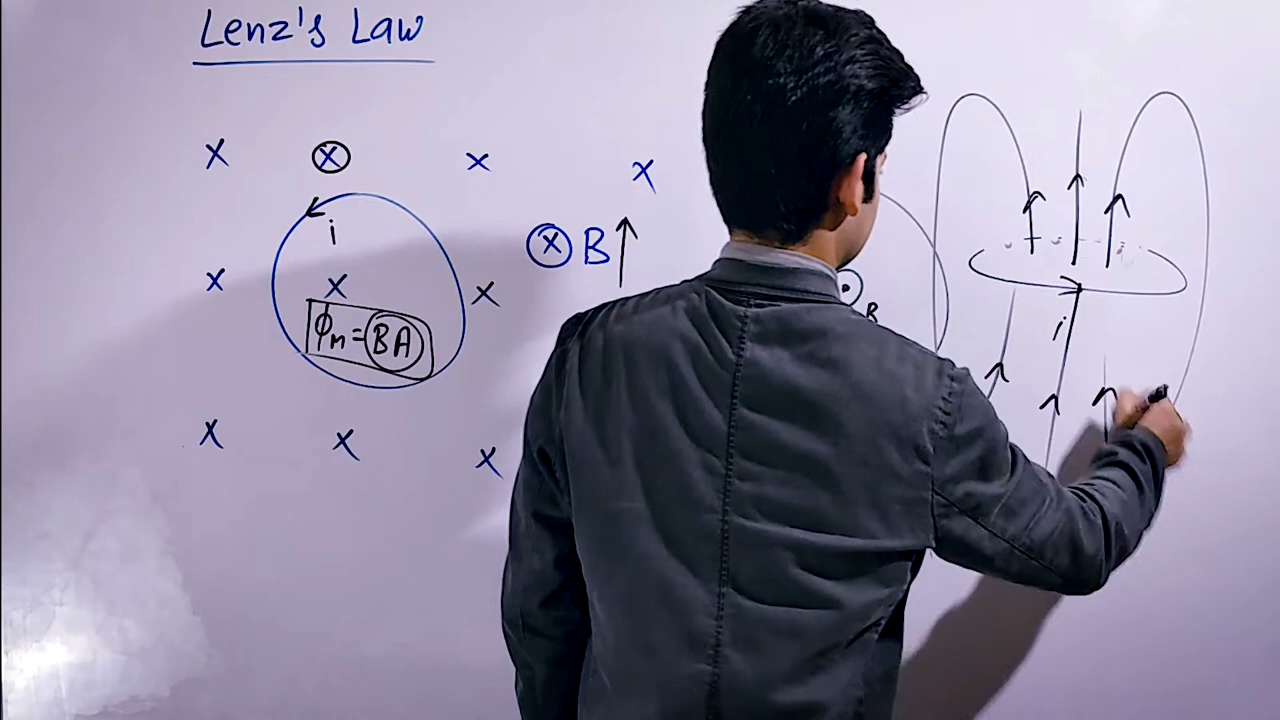 Lenz's Law
x x x x
i
x B ↑
x x x
ϕm = BA
B
i
x x x